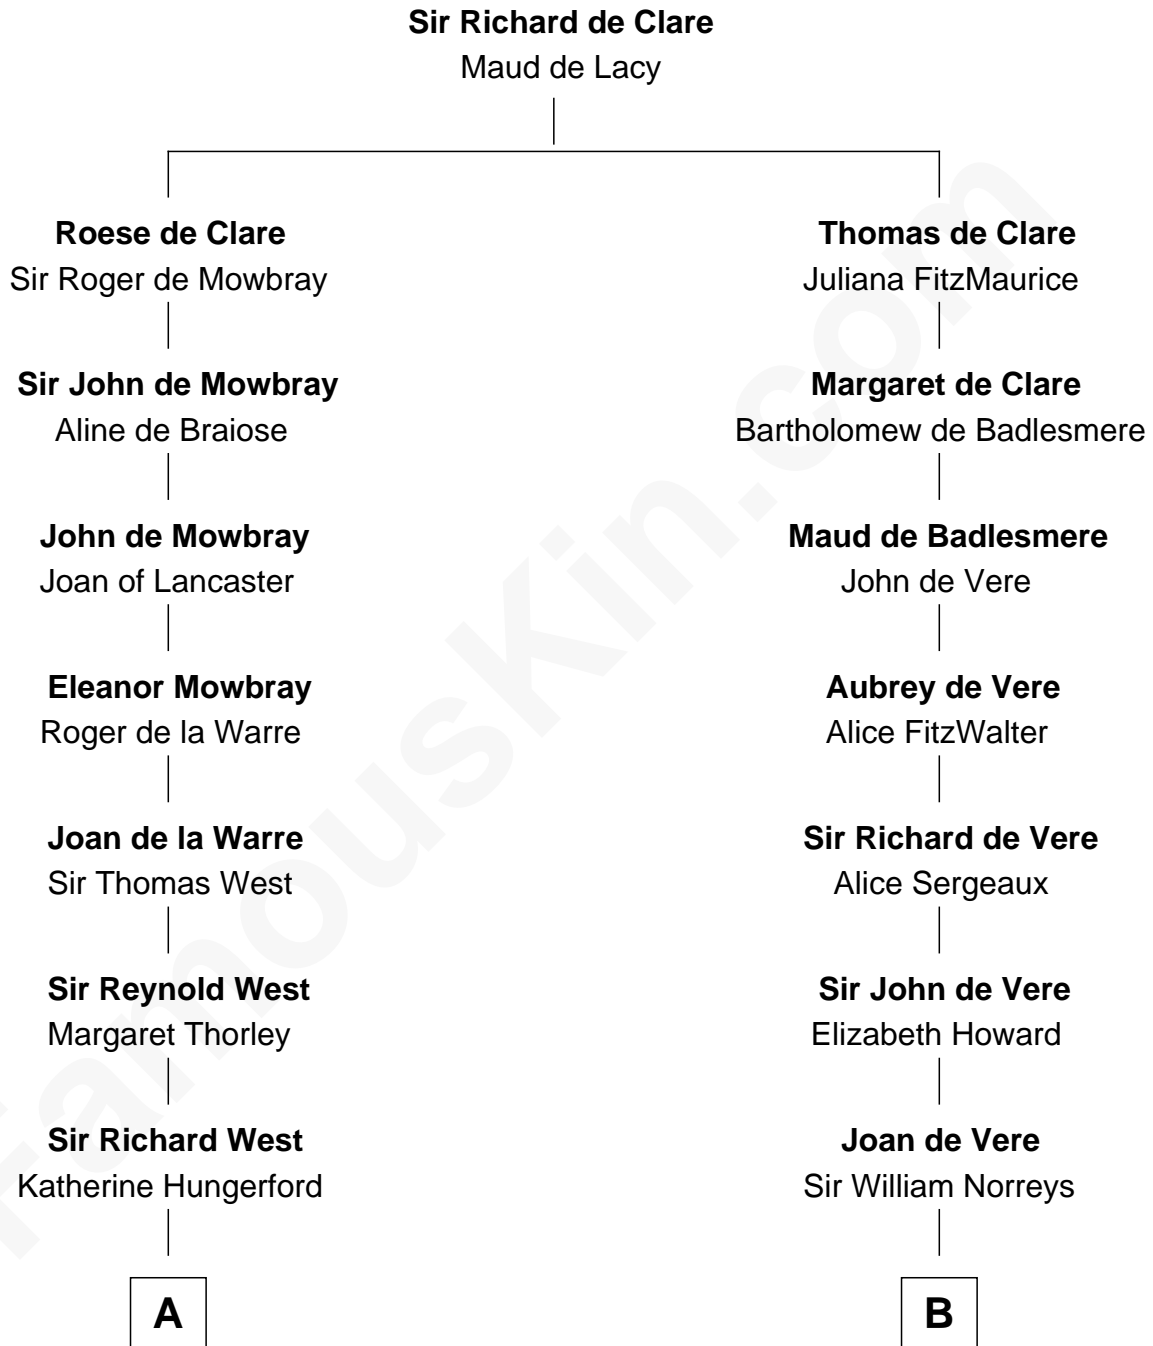 Sir Richard de Clare
Maud de Lacy
Roese de Clare
Sir Roger de Mowbray
Thomas de Clare
Juliana FitzMaurice
Sir John de Mowbray
Aline de Braiose
Margaret de Clare
Bartholomew de Badlesmere
John de Mowbray
Joan of Lancaster
Maud de Badlesmere
John de Vere
Eleanor Mowbray
Roger de la Warre
Aubrey de Vere
Alice FitzWalter
Joan de la Warre
Sir Thomas West
Sir Richard de Vere
Alice Sergeaux
Sir Reynold West
Margaret Thorley
Sir John de Vere
Elizabeth Howard
Sir Richard West
Katherine Hungerford
Joan de Vere
Sir William Norreys
A
B
FamousKin.com